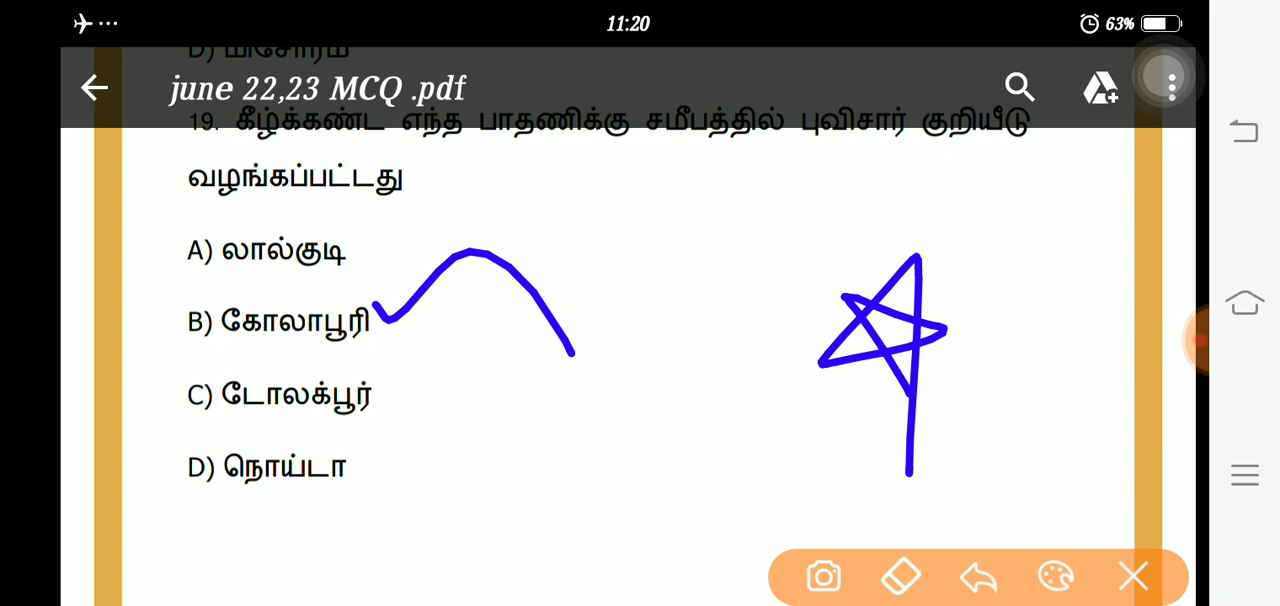 11:20
63%
D) மிசோரம்
june 22,23 MCQ .pdf
19. கீழ்க்கண்ட எந்த பாதணிக்கு சமீபத்தில் புவிசார் குறியீடு
வழங்கப்பட்டது
A) லால்குடி
B) கோலாபூரி
C) டோலக்பூர்
D) நொய்டா